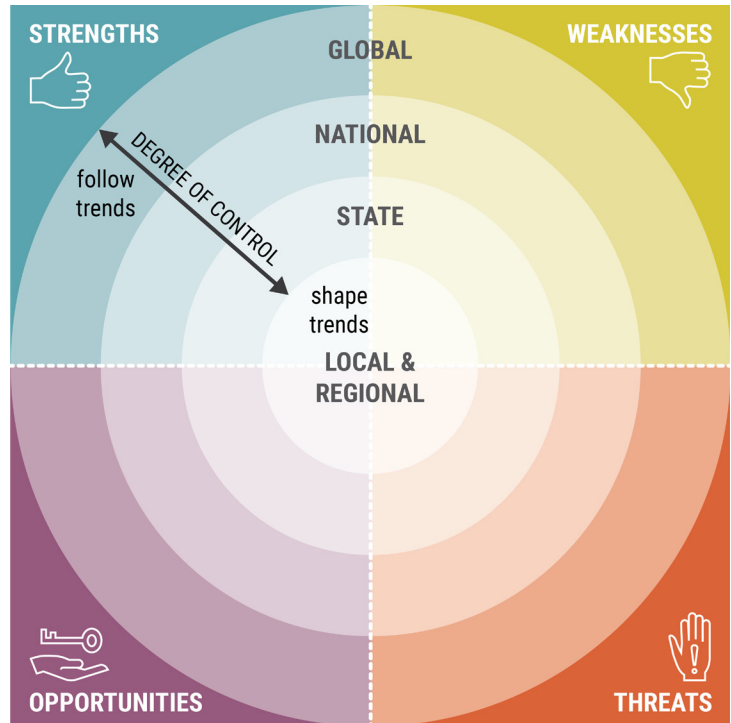 STRENGTHS
WEAKNESSES
GLOBAL
NATIONAL
DEGREE OF CONTROL
follow
trends
STATE
shape
trends
LOCAL &
REGIONAL
OPPORTUNITIES
THREATS